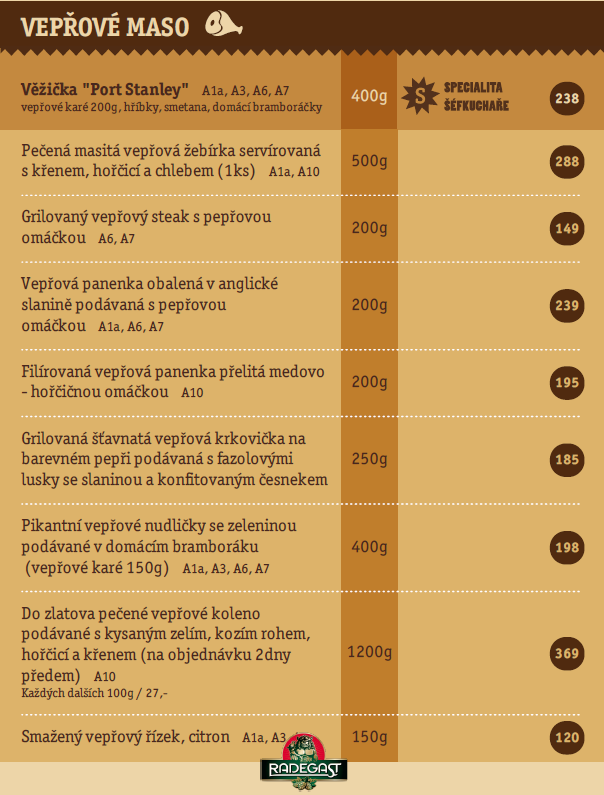 VEPŘOVÉ MASO
Věžička "Port Stanley" A1a, A3, A6, A7
vepřové karé 200g, hříbky, smetana, domácí bramboráčky
400g
S
SPECIALITA
ŠÉFKUCHAŘE
238
Pečená masitá vepřová žebírka servírovaná
s křenem, hořčicí a chlebem (1ks) A1a, A10
500g
288
Grilovaný vepřový steak s pepřovou
omáčkou A6, A7
200g
149
Vepřová panenka obalená v anglické
slanině podávaná s pepřovou
omáčkou A1a, A6, A7
200g
239
Filírovaná vepřová panenka přelitá medovo
- hořčičnou omáčkou A10
200g
195
Grilovaná šťavnatá vepřová krkovička na
barevném pepři podávaná s fazolovými
lusky se slaninou a konfitovaným česnekem
250g
185
Pikantní vepřové nudličky se zeleninou
podávané v domácím bramboráku
(vepřové karé 150g) A1a, A3, A6, A7
400g
198
Do zlatova pečené vepřové koleno
podávané s kysaným zelím, kozím rohem,
hořčicí a křenem (na objednávku 2dny
předem) A10
Každých dalších 100g / 27,-
1200g
369
Smažený vepřový řízek, citron A1a, A3
150g
120
RADEGAST